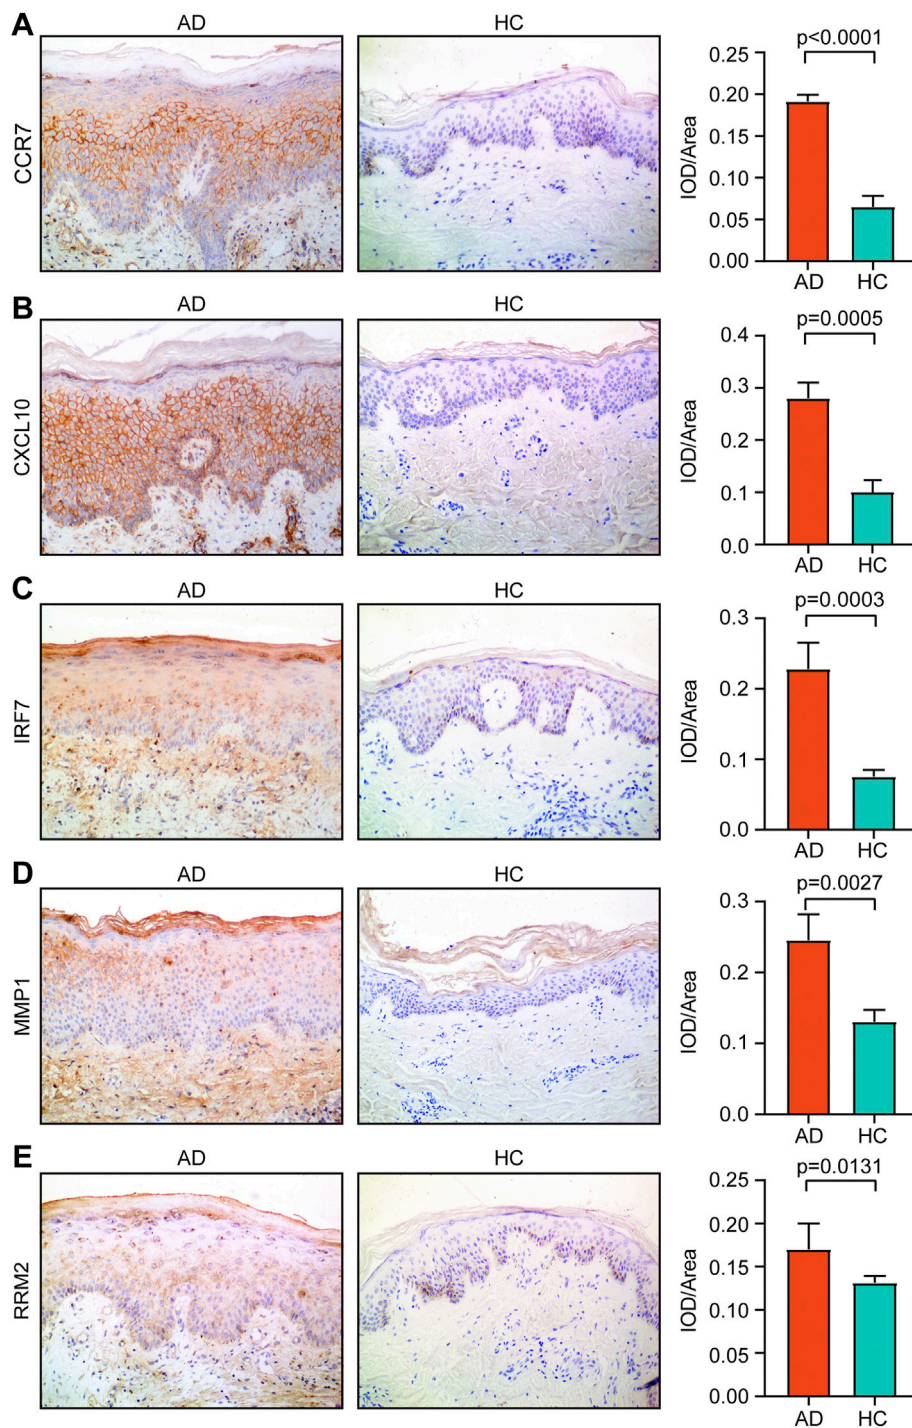 A
AD
HC
CCR7
IOD/Area
p<0.0001
0.25
0.20
0.15
0.10
0.05
0.00
AD
HC
B
AD
HC
CXCL10
IOD/Area
p=0.0005
0.4
0.3
0.2
0.1
0.0
AD
HC
C
AD
HC
IRF7
IOD/Area
p=0.0003
0.3
0.2
0.1
0.0
AD
HC
D
AD
HC
MMP1
IOD/Area
p=0.0027
0.3
0.2
0.1
0.0
AD
HC
E
AD
HC
RRM2
IOD/Area
p=0.0131
0.25
0.20
0.15
0.10
0.05
0.00
AD
HC